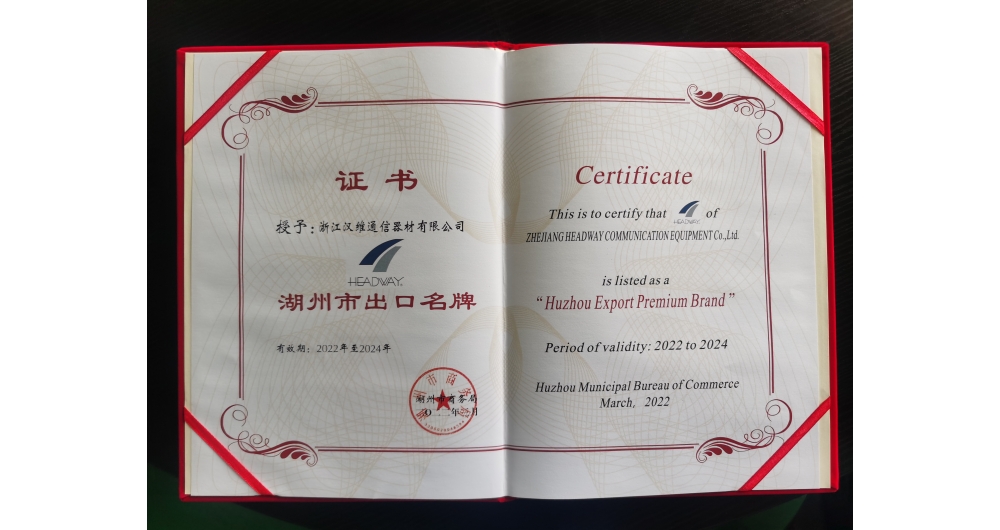 证书
授予：浙江汉维通信器材有限公司
HEADWAY
湖州市出口名牌
有效期：2022年至2024年
湖州市商务局
Certificate
This is to certify that HEADWAY of
ZHEJIANG HEADWAY COMMUNICATION EQUIPMENT Co.,Ltd.
is listed as a
“Huzhou Export Premium Brand”
Period of validity: 2022 to 2024
Huzhou Municipal Bureau of Commerce
March, 2022